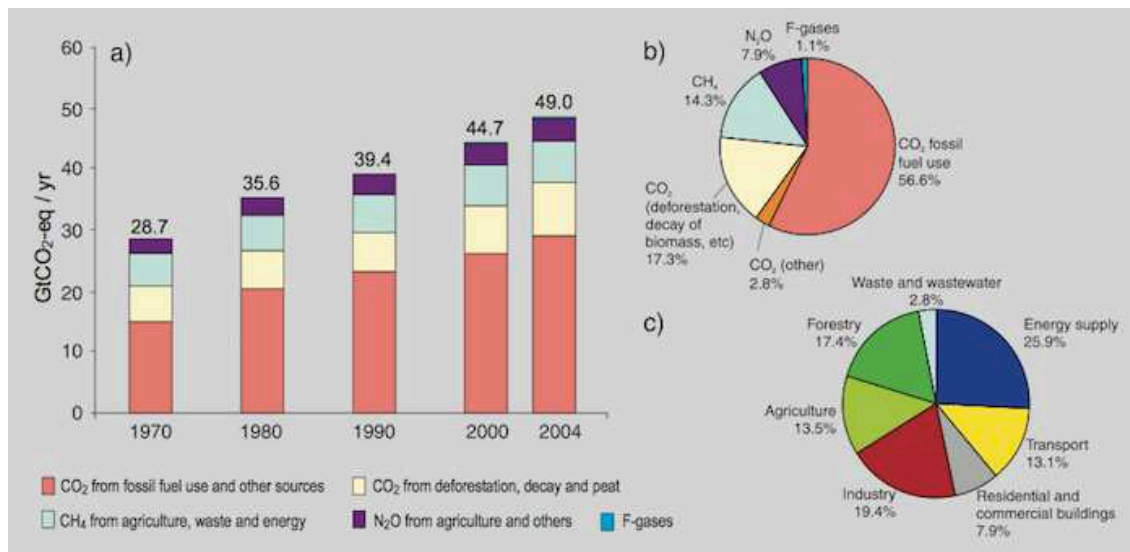 a)
60
50
40
30
20
10
0
GtCO₂-eq / yr
28.7
35.6
39.4
44.7
49.0
1970
1980
1990
2000
2004
CO₂ from fossil fuel use and other sources
CO₂ from deforestation, decay and peat
CH₄ from agriculture, waste and energy
N₂O from agriculture and others
F-gases
b)
F-gases
1.1%
N₂O
7.9%
CH₄
14.3%
CO₂ fossil
fuel use
56.6%
CO₂
(deforestation,
decay of
biomass, etc)
17.3%
CO₂ (other)
2.8%
c)
Waste and wastewater
2.8%
Forestry
17.4%
Energy supply
25.9%
Agriculture
13.5%
Transport
13.1%
Industry
19.4%
Residential and
commercial buildings
7.9%